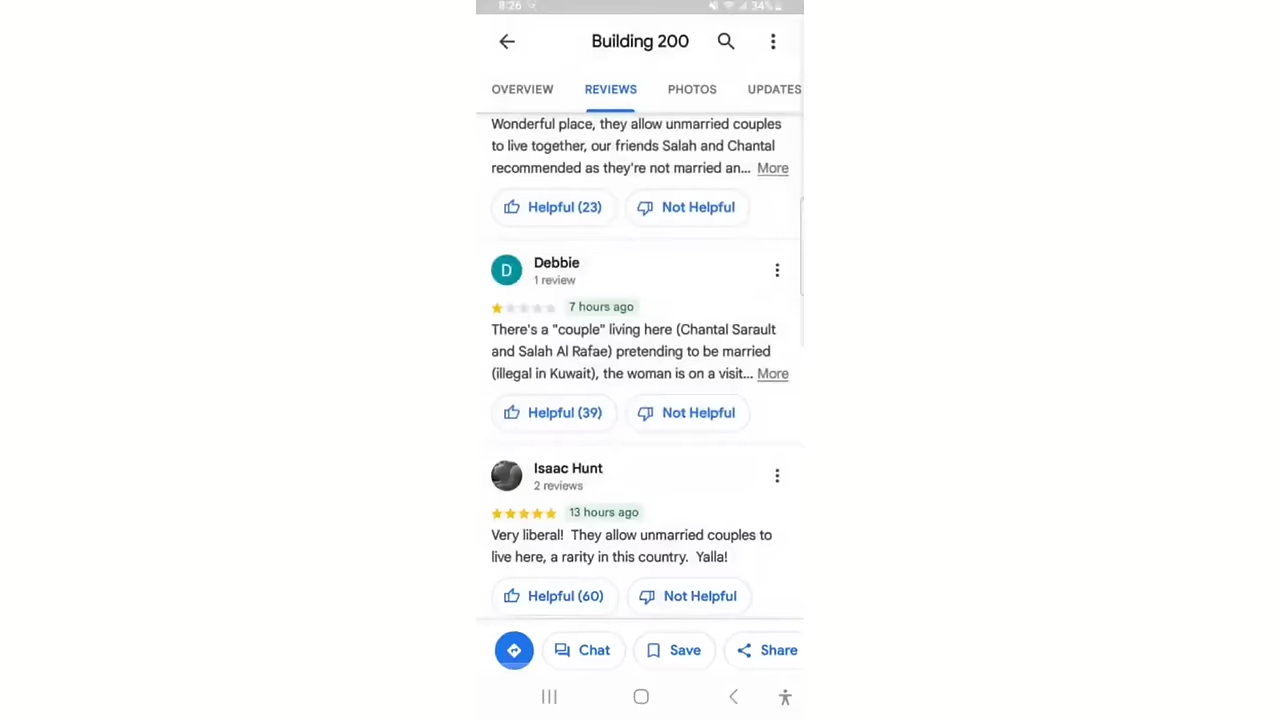 8:26
34%
Building 200
OVERVIEW REVIEWS PHOTOS UPDATES
Wonderful place, they allow unmarried couples
to live together, our friends Salah and Chantal
recommended as they're not married an... More
Helpful (23) Not Helpful
D
Debbie
1 review
7 hours ago
There's a "couple" living here (Chantal Sarault
and Salah Al Rafae) pretending to be married
(illegal in Kuwait), the woman is on a visit... More
Helpful (39) Not Helpful
Isaac Hunt
2 reviews
13 hours ago
Very liberal! They allow unmarried couples to
live here, a rarity in this country. Yalla!
Helpful (60) Not Helpful
Chat Save Share